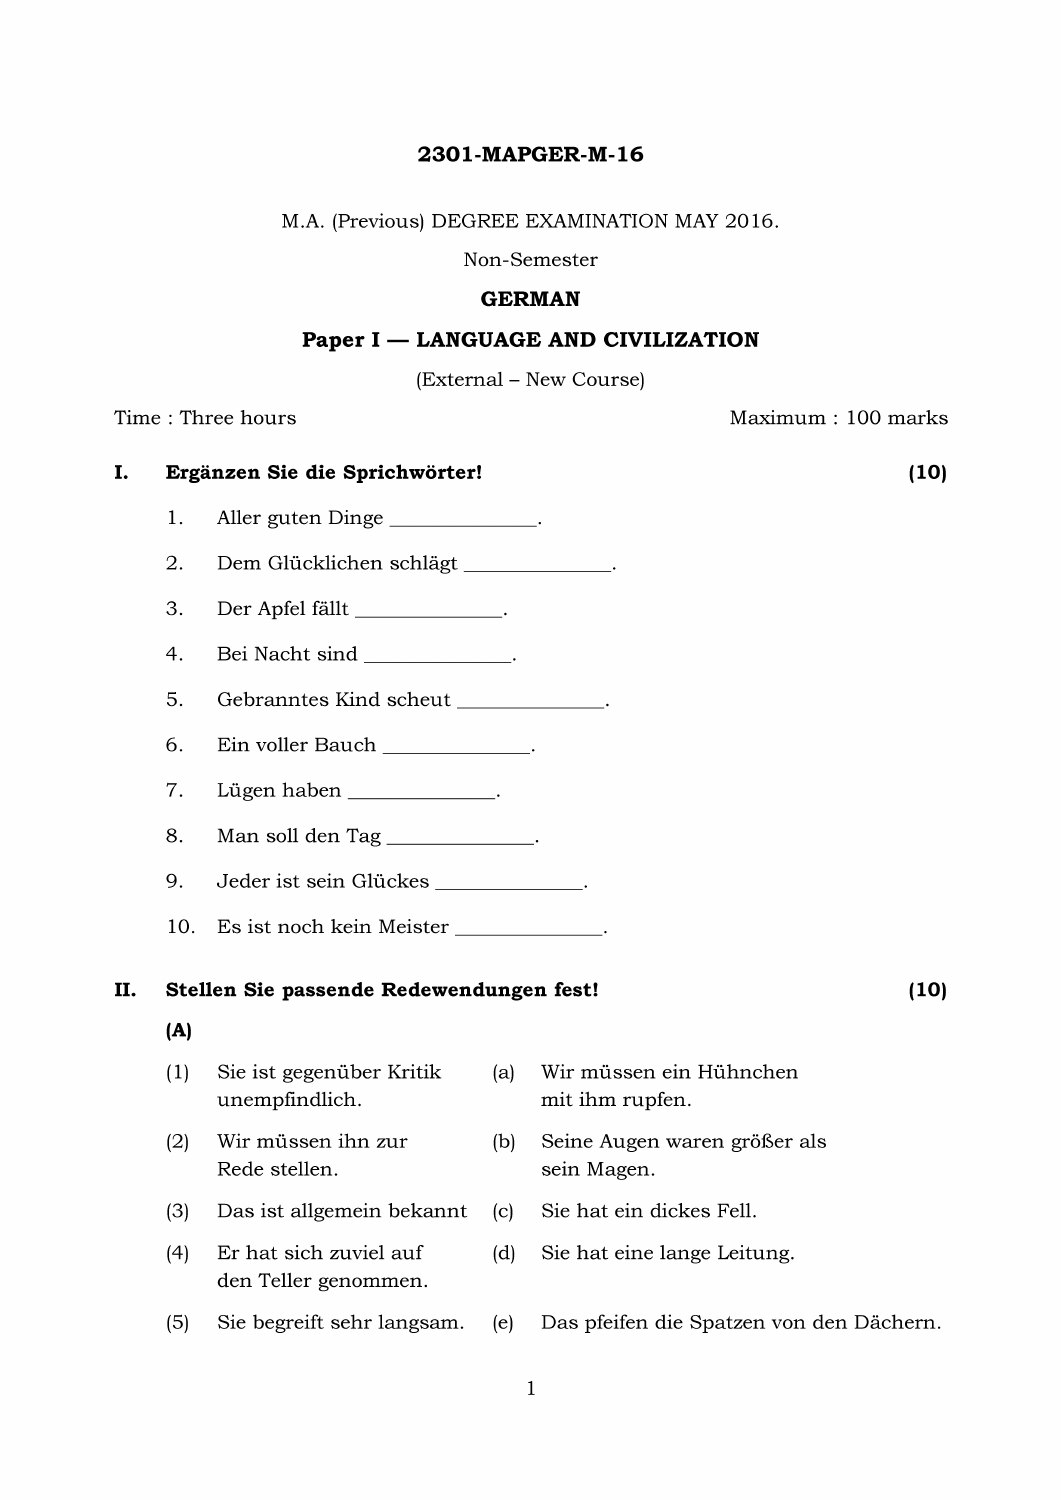 2301-MAPGER-M-16
M.A. (Previous) DEGREE EXAMINATION MAY 2016.
Non-Semester
GERMAN
Paper I — LANGUAGE AND CIVILIZATION
(External – New Course)
Time : Three hours Maximum : 100 marks
I. Ergänzen Sie die Sprichwörter! (10)
1. Aller guten Dinge ______________.
2. Dem Glücklichen schlägt ______________.
3. Der Apfel fällt ______________.
4. Bei Nacht sind ______________.
5. Gebranntes Kind scheut ______________.
6. Ein voller Bauch ______________.
7. Lügen haben ______________.
8. Man soll den Tag ______________.
9. Jeder ist sein Glückes ______________.
10. Es ist noch kein Meister ______________.
II. Stellen Sie passende Redewendungen fest! (10)
(A)
(1) Sie ist gegenüber Kritik (a) Wir müssen ein Hühnchen
unempfindlich. mit ihm rupfen.
(2) Wir müssen ihn zur (b) Seine Augen waren größer als
Rede stellen. sein Magen.
(3) Das ist allgemein bekannt (c) Sie hat ein dickes Fell.
(4) Er hat sich zuviel auf (d) Sie hat eine lange Leitung.
den Teller genommen.
(5) Sie begreift sehr langsam. (e) Das pfeifen die Spatzen von den Dächern.
1